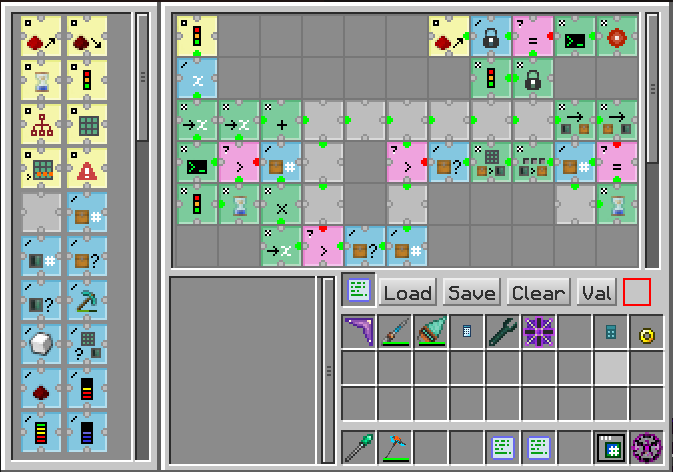 =
x
→x →x +
> # > ? # =
# ×
# ? →x > ? #
?
?
Load Save Clear Val